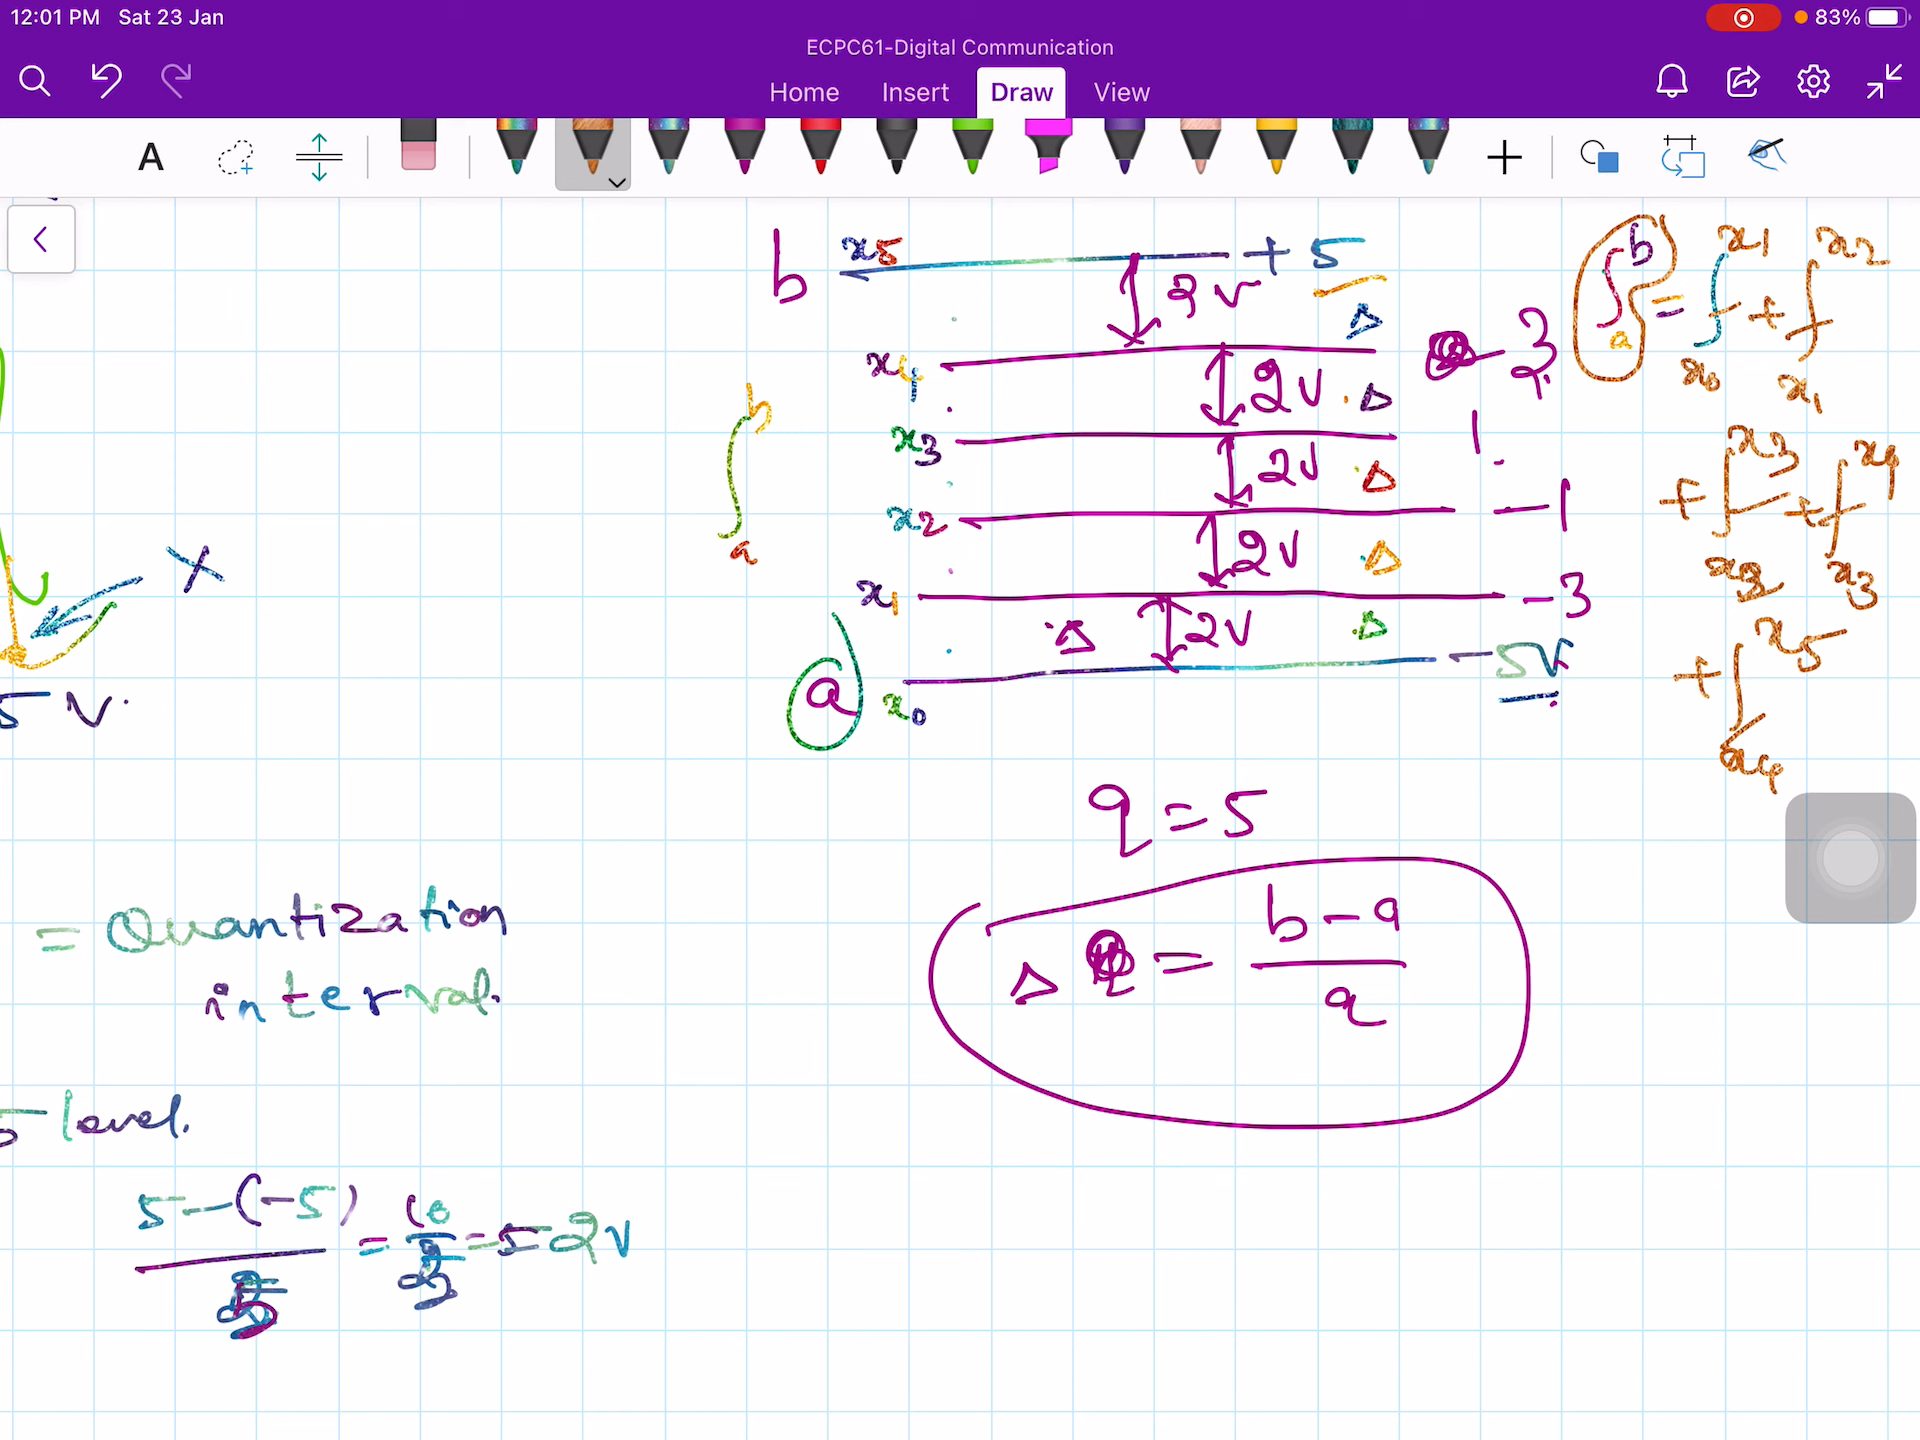 12:01 PM Sat 23 Jan
83%
ECPC61-Digital Communication
Home Insert Draw View
A
b x5 + 5
2V Δ
x4 3
2V Δ
x3 1
2V Δ
x2 -1
2V Δ
x1 -3
Δ 2V Δ
a x0 -5V
∫ b a
X
5 V.
∫ b a = ∫ x1 x0 + ∫ x2 x1
+ ∫ x3 x2 + ∫ x4 x3
+ ∫ x5 x4
q = 5
Δ = b - a
q
= Quantization
interval.
5 level.
5-(-5) = 10 = 2V
5